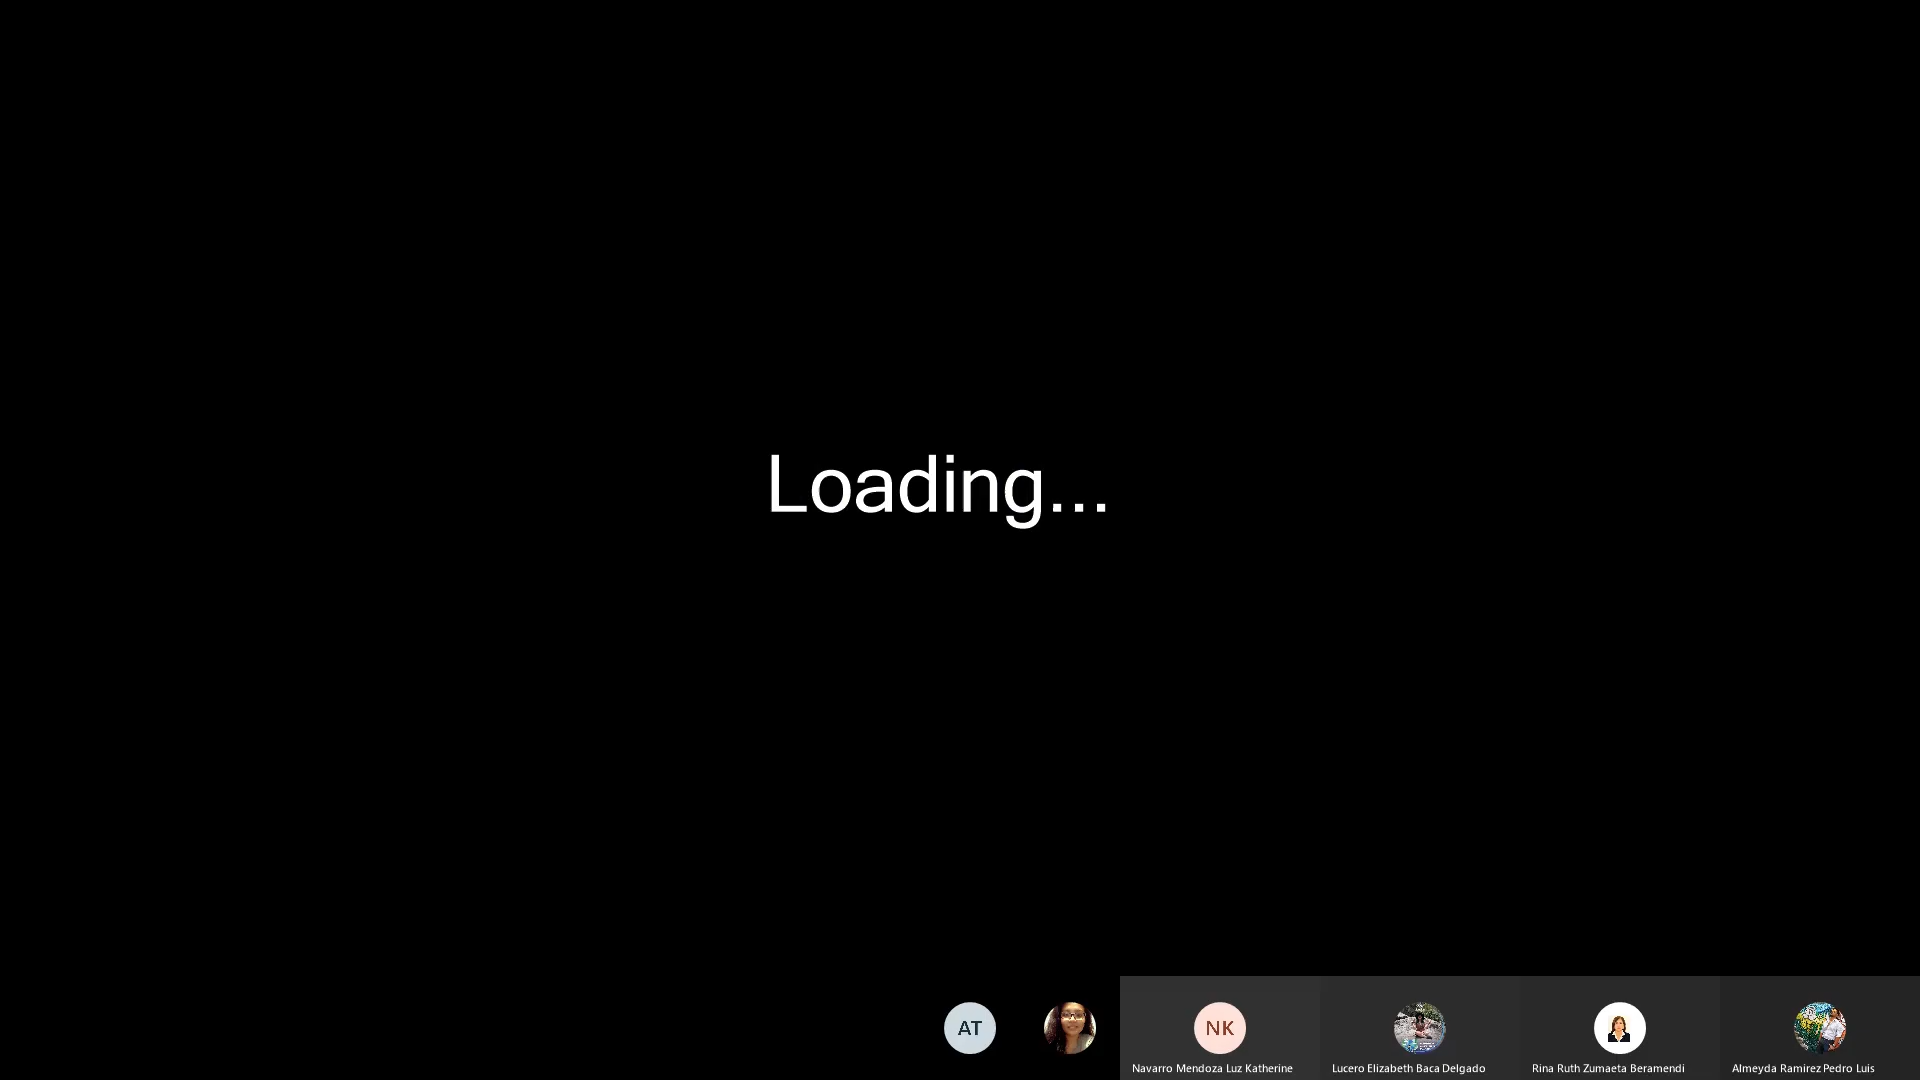 Loading...
AT
NK
Navarro Mendoza Luz Katherine
Lucero Elizabeth Baca Delgado
Rina Ruth Zumaeta Beramendi
Almeyda Ramirez Pedro Luis